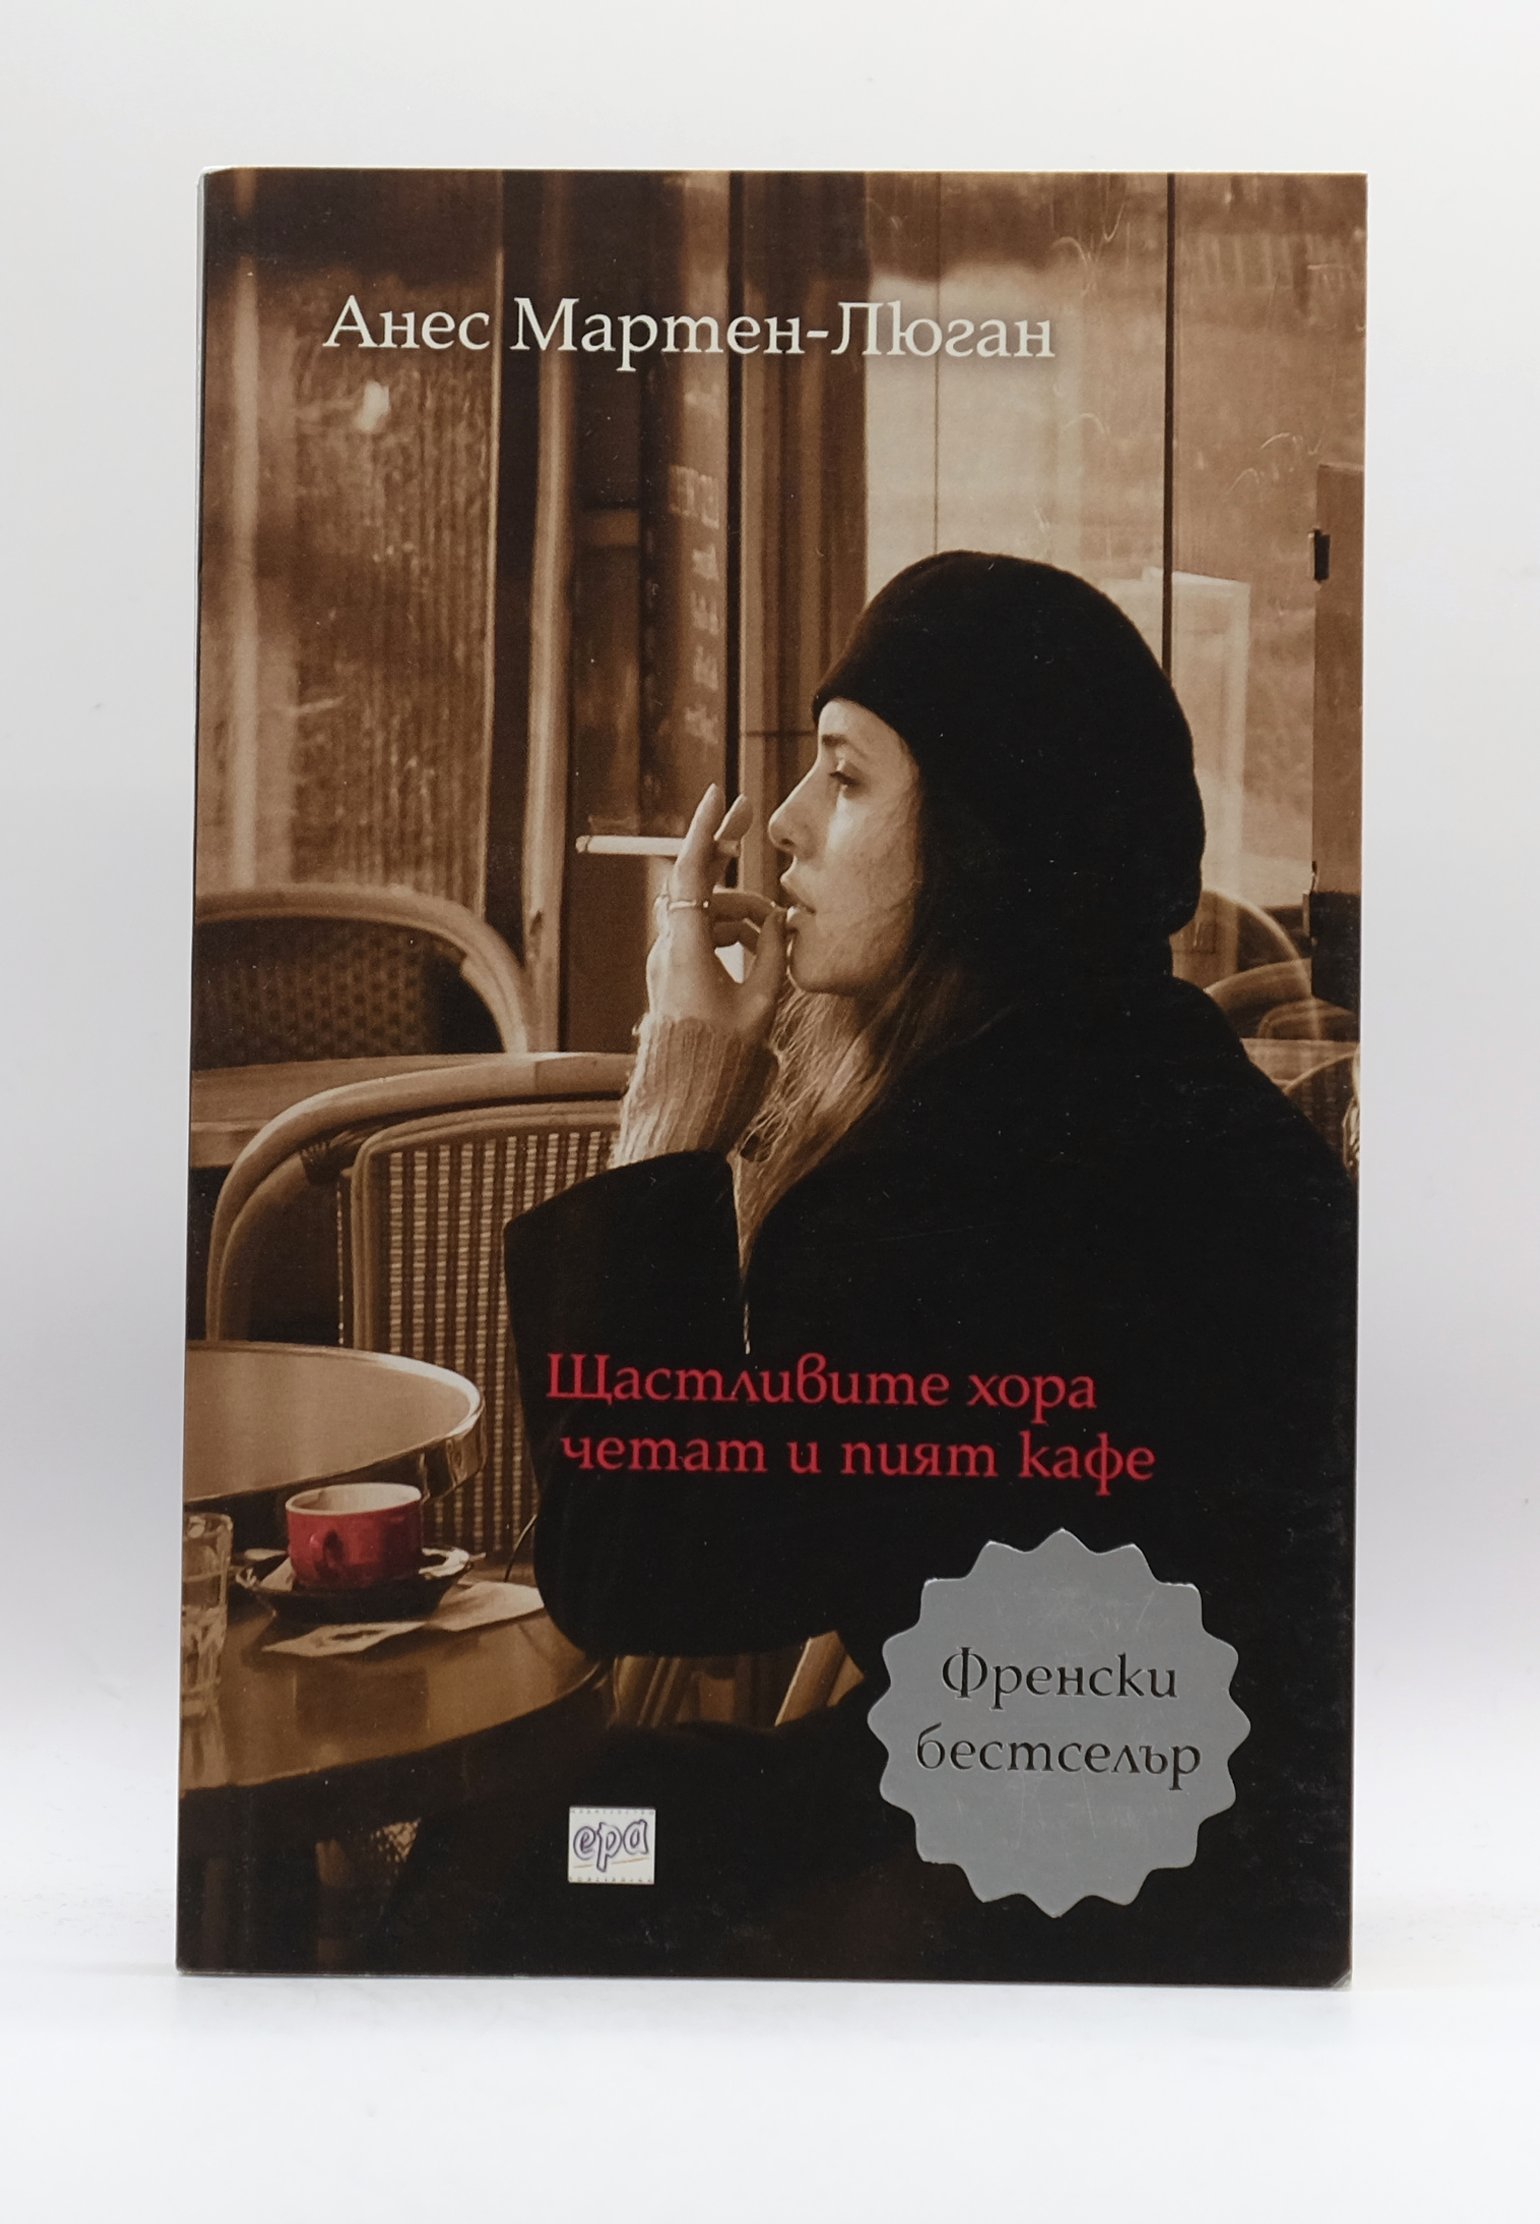 Анес Мартен-Люган
Щастливите хора
четат и пият кафе
Френски
бестселър
ера